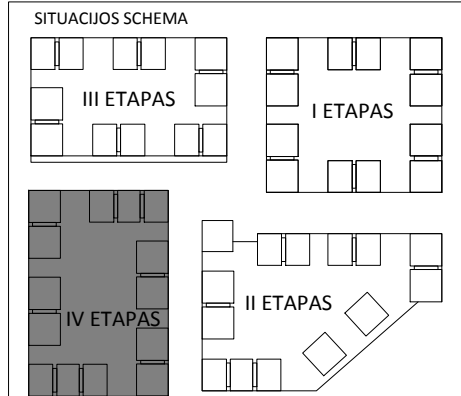 SITUACIJOS SCHEMA
III ETAPAS
I ETAPAS
IV ETAPAS
II ETAPAS